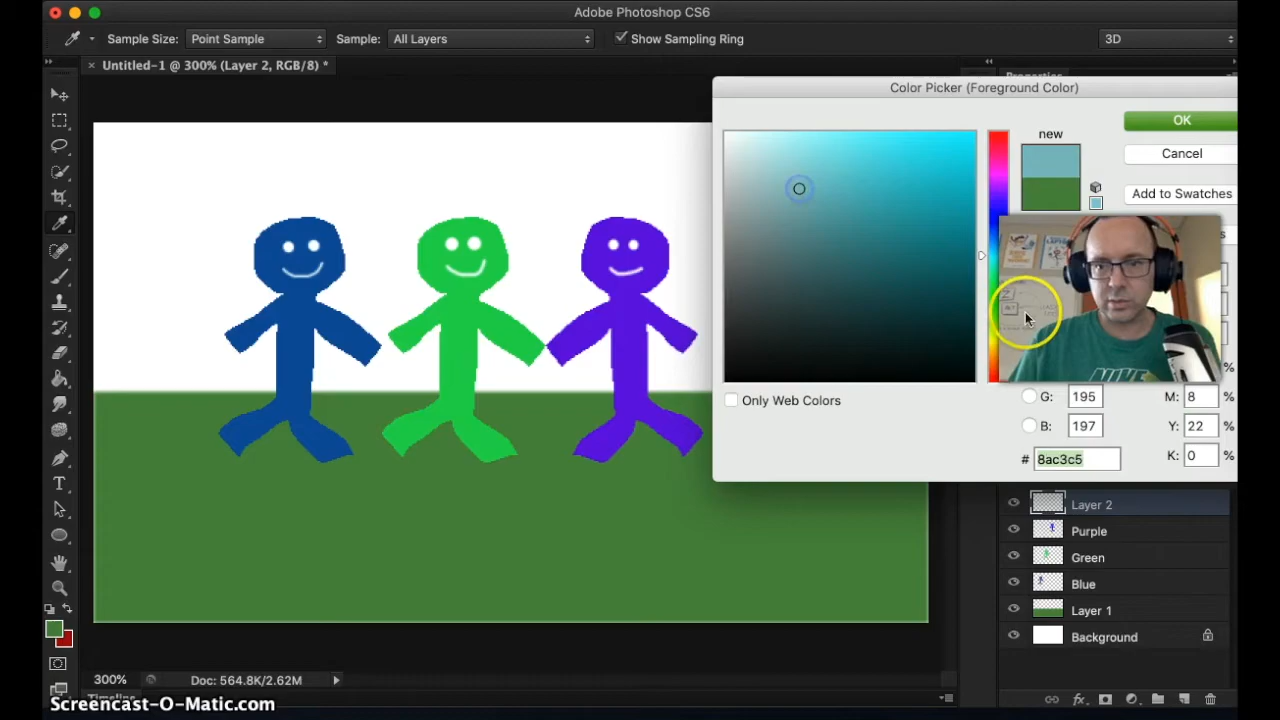 Adobe Photoshop CS6
Sample Size: Point Sample Sample: All Layers Show Sampling Ring 3D
Untitled-1 @ 300% (Layer 2, RGB/8) *
Color Picker (Foreground Color)
new
OK
Cancel
Add to Swatches
Only Web Colors
G: 195 M: 8 %
B: 197 Y: 22 %
# 8ac3c5 K: 0 %
Layer 2
Purple
Green
Blue
Layer 1
Background
300% Doc: 564.8K/2.62M
Screencast-O-Matic.com